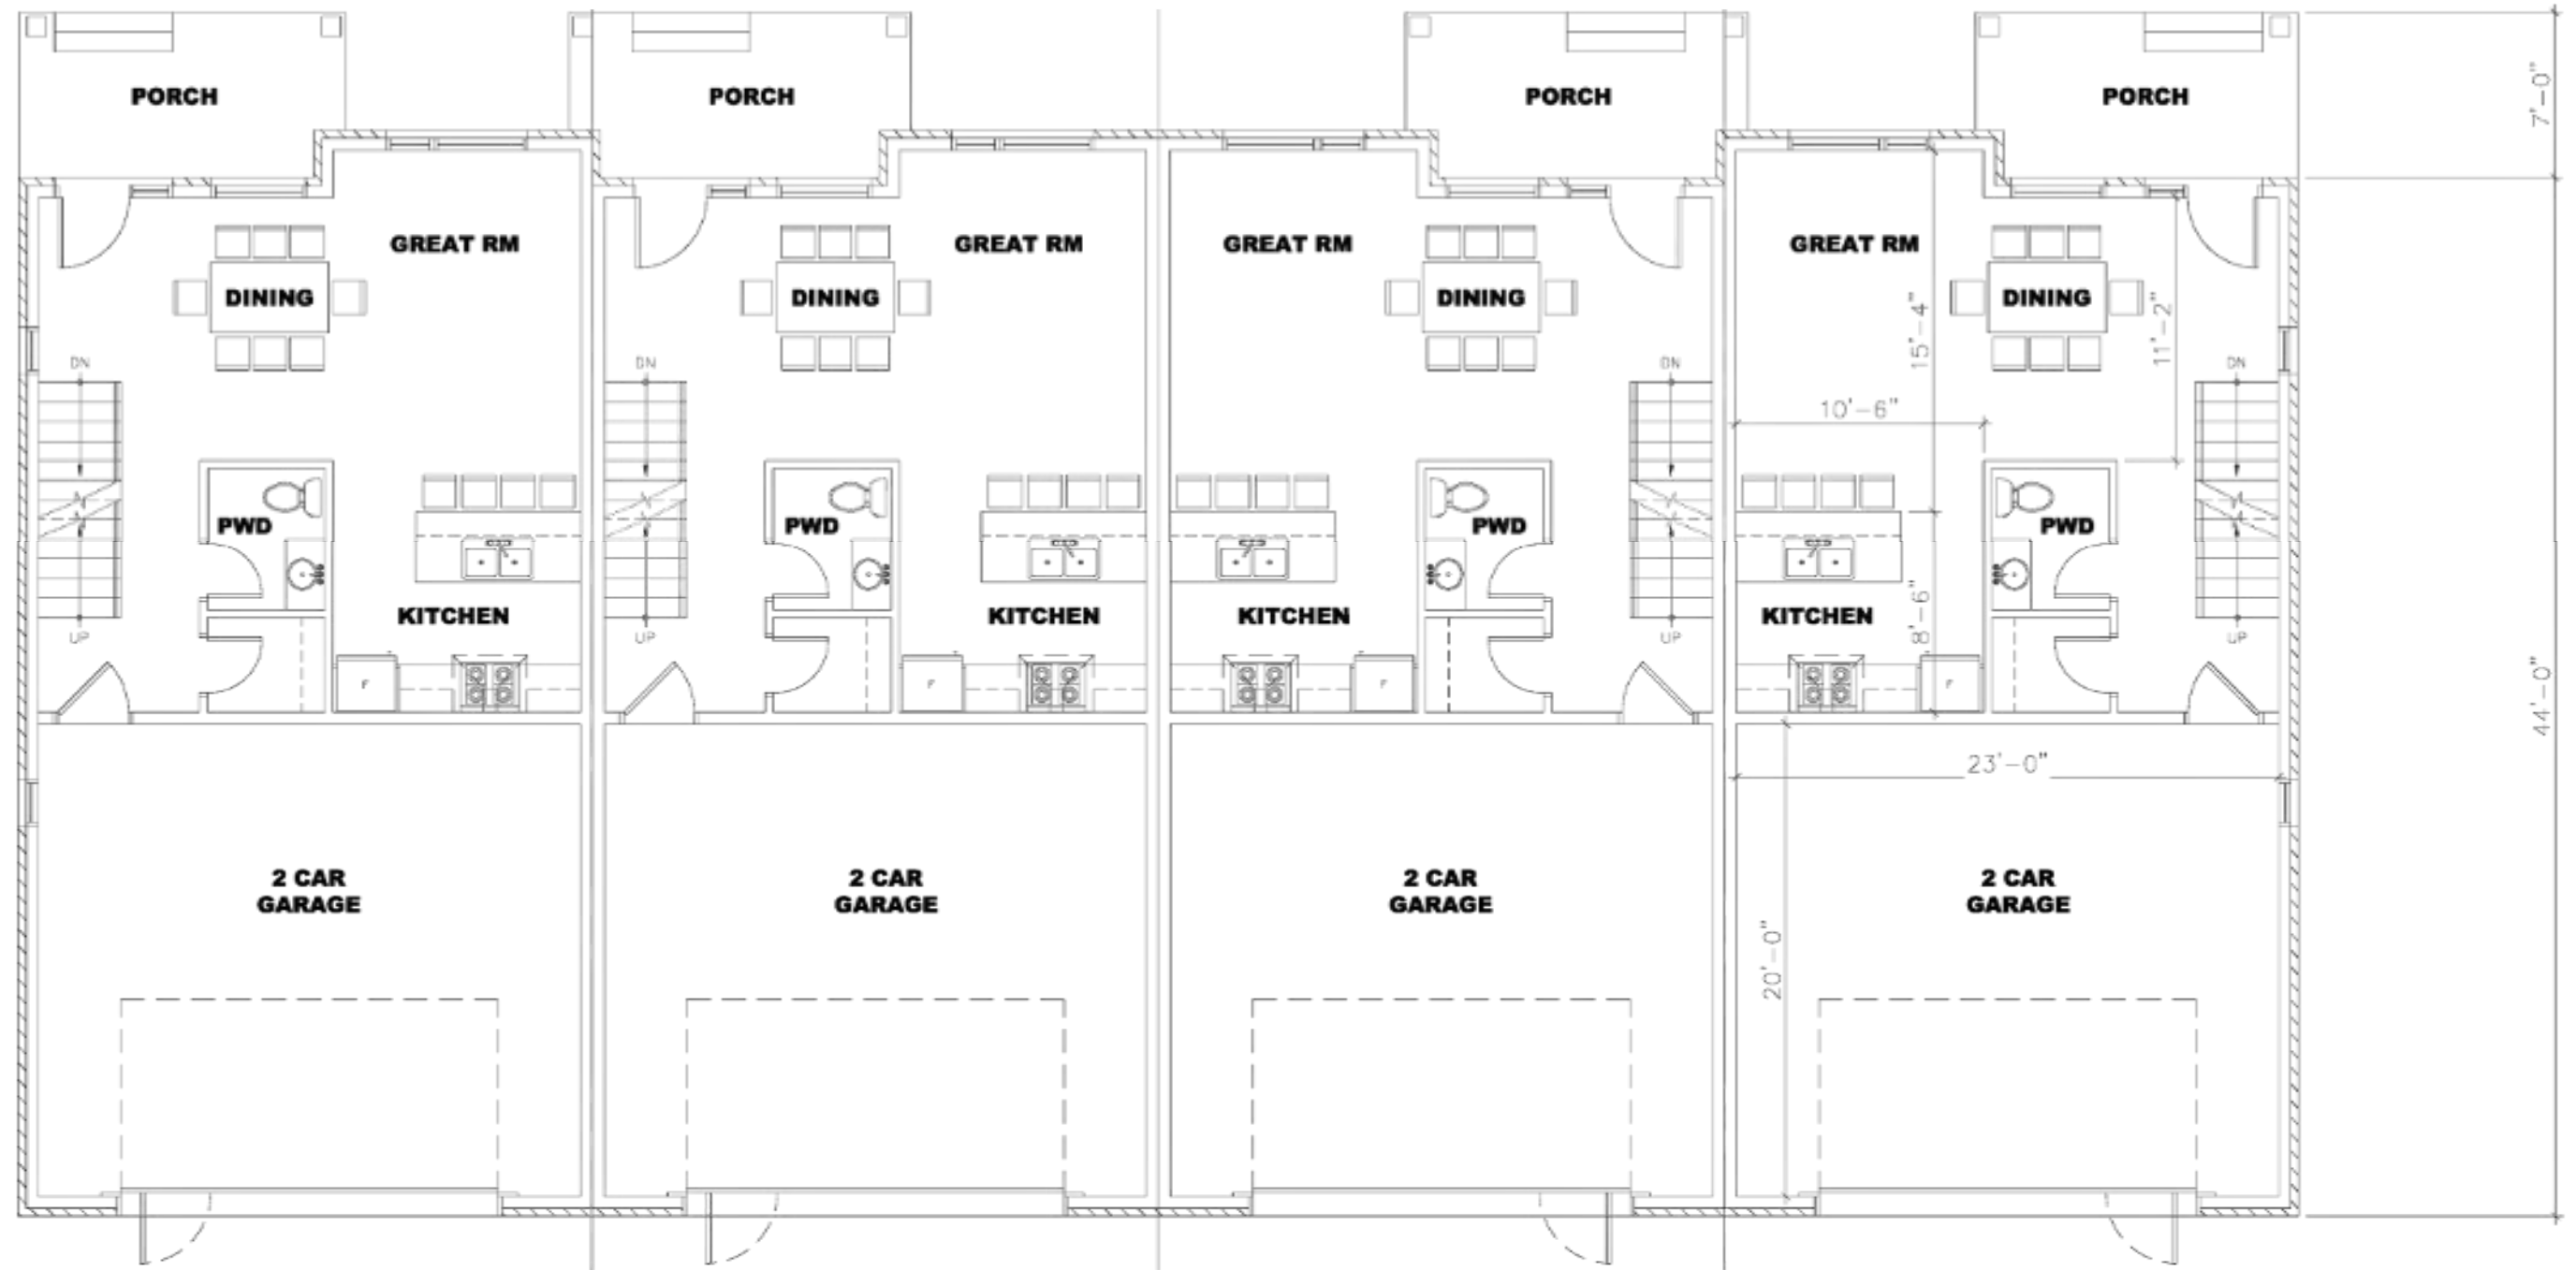 PORCH PORCH PORCH PORCH
7'-0"
GREAT RM GREAT RM GREAT RM GREAT RM
DINING DINING DINING DINING
15'-4" 11'-2"
DN DN DN DN
10'-6"
PWD PWD PWD PWD
KITCHEN KITCHEN KITCHEN KITCHEN
8'-6"
UP UP UP UP
F F F F
44'-0"
23'-0"
2 CAR 2 CAR 2 CAR 2 CAR
GARAGE GARAGE GARAGE GARAGE
20'-0"